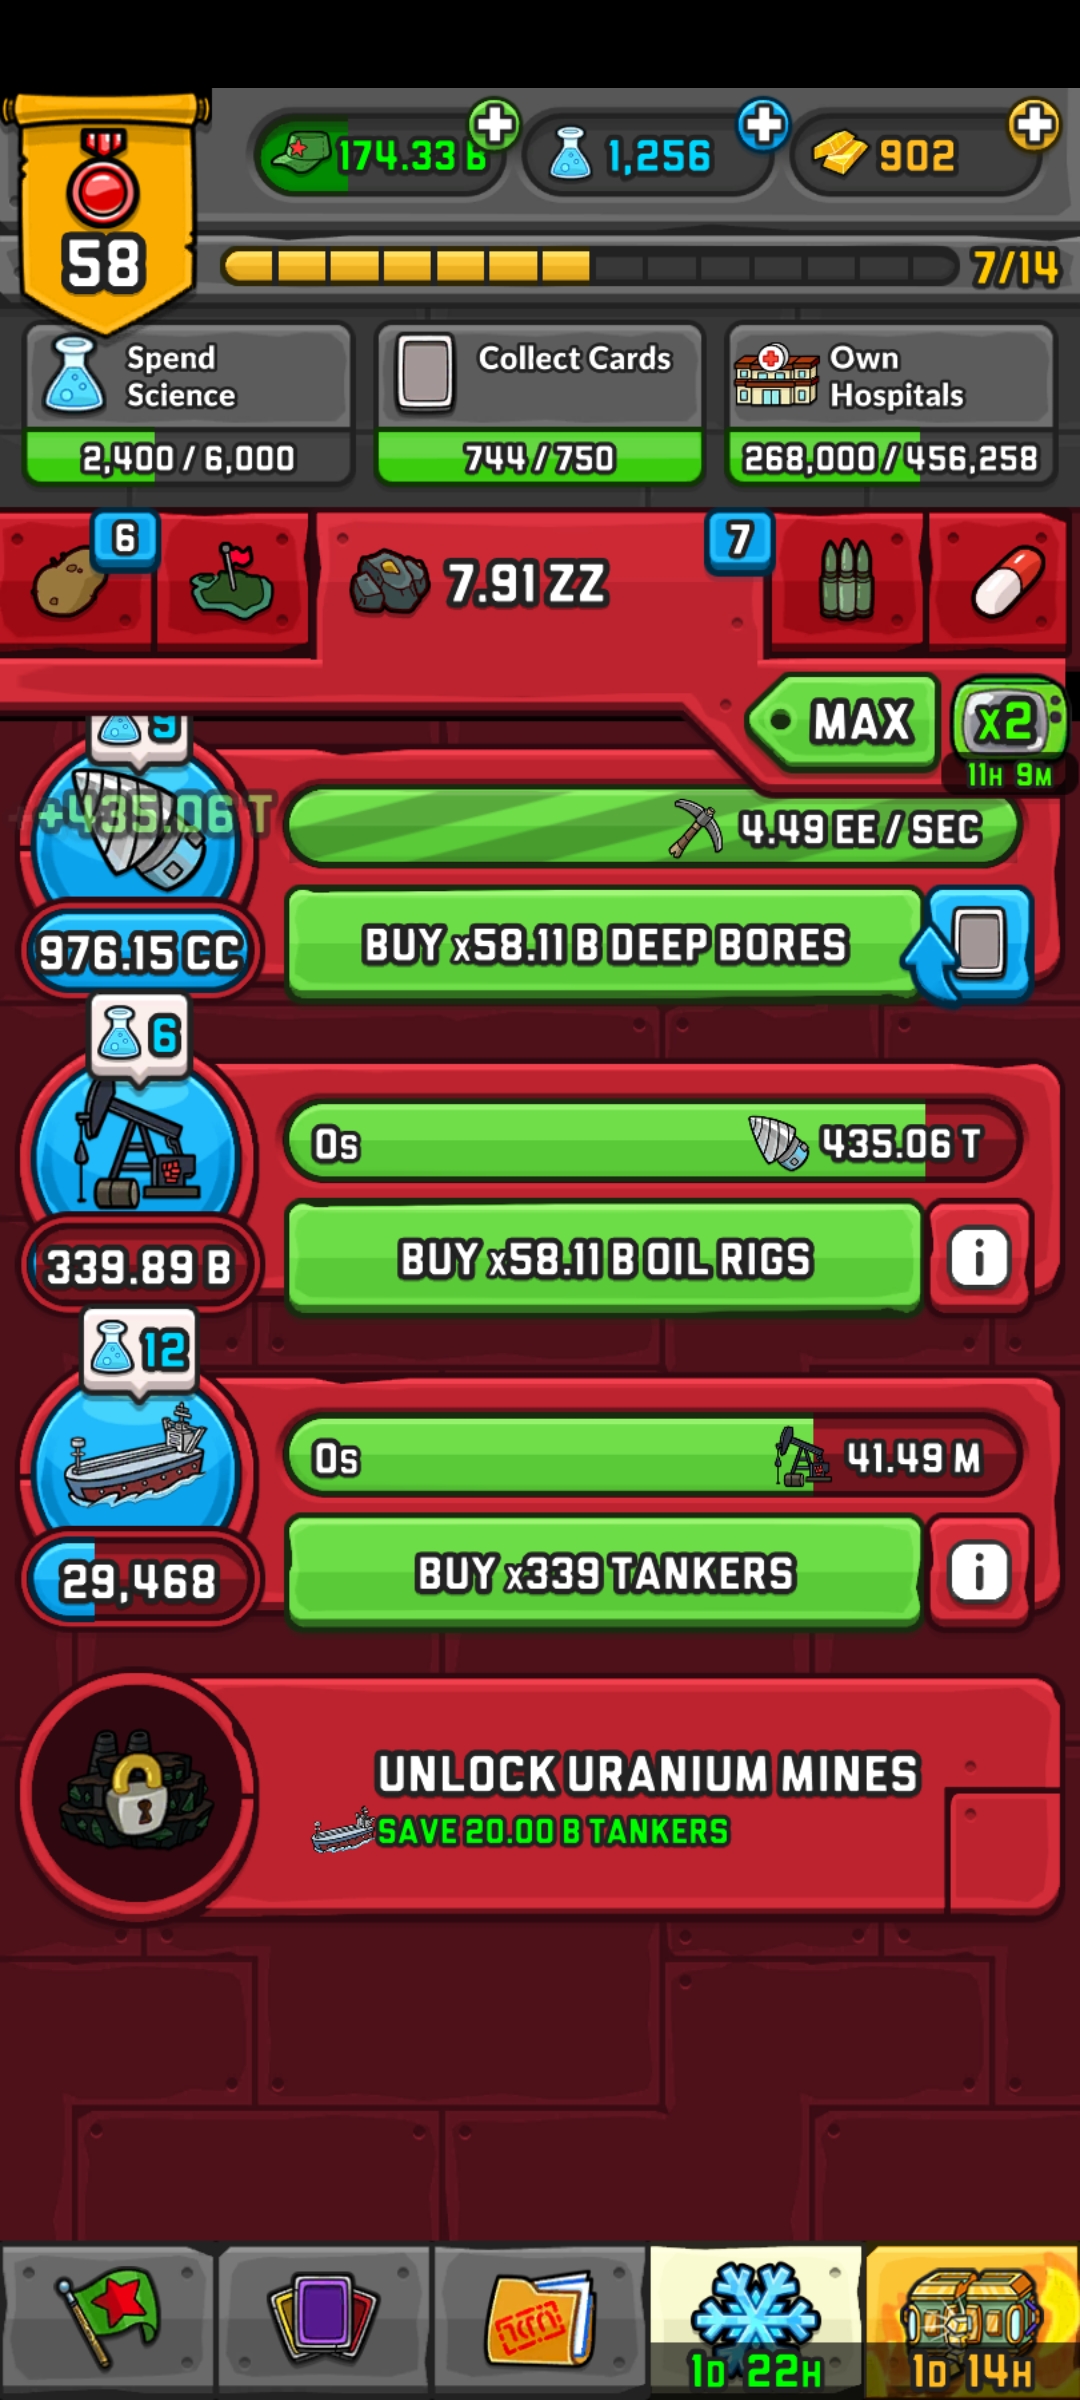 174.33 B
1,256
902
58
7/14
Spend
Science
2,400 / 6,000
Collect Cards
744 / 750
Own
Hospitals
268,000 / 456,258
6
7.91 ZZ
7
MAX
x2
11H 9M
9
+435.06 T
4.49 EE / SEC
976.15 CC
BUY x58.11 B DEEP BORES
6
0s
435.06 T
339.89 B
BUY x58.11 B OIL RIGS
i
12
0s
41.49 M
29,468
BUY x339 TANKERS
i
UNLOCK URANIUM MINES
SAVE 20.00 B TANKERS
1D 22H
1D 14H